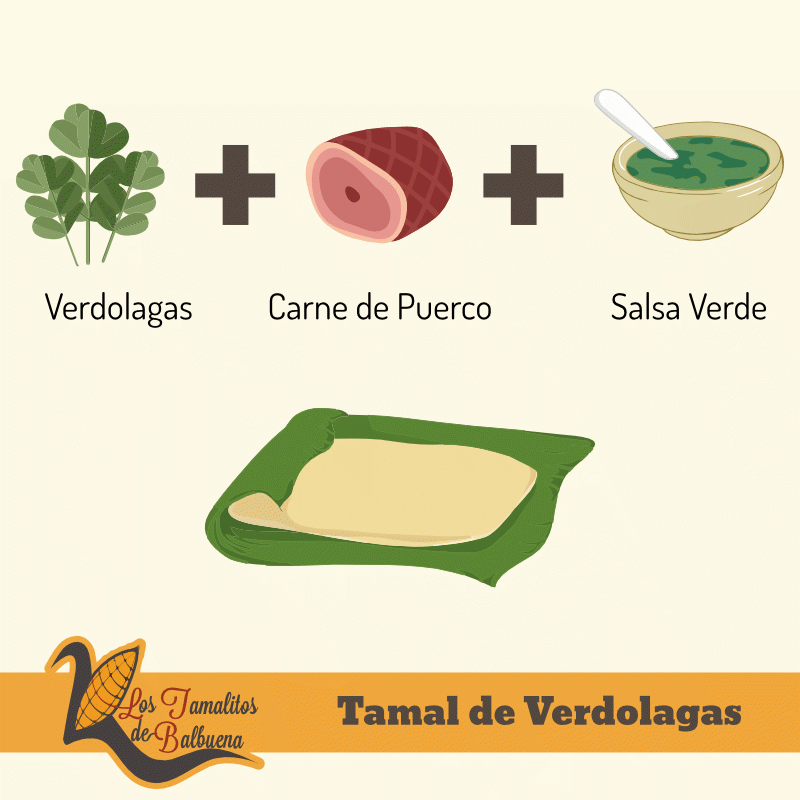 Verdolagas
Carne de Puerco
Salsa Verde
Los Tamalitos
de Balbuena
Tamal de Verdolagas